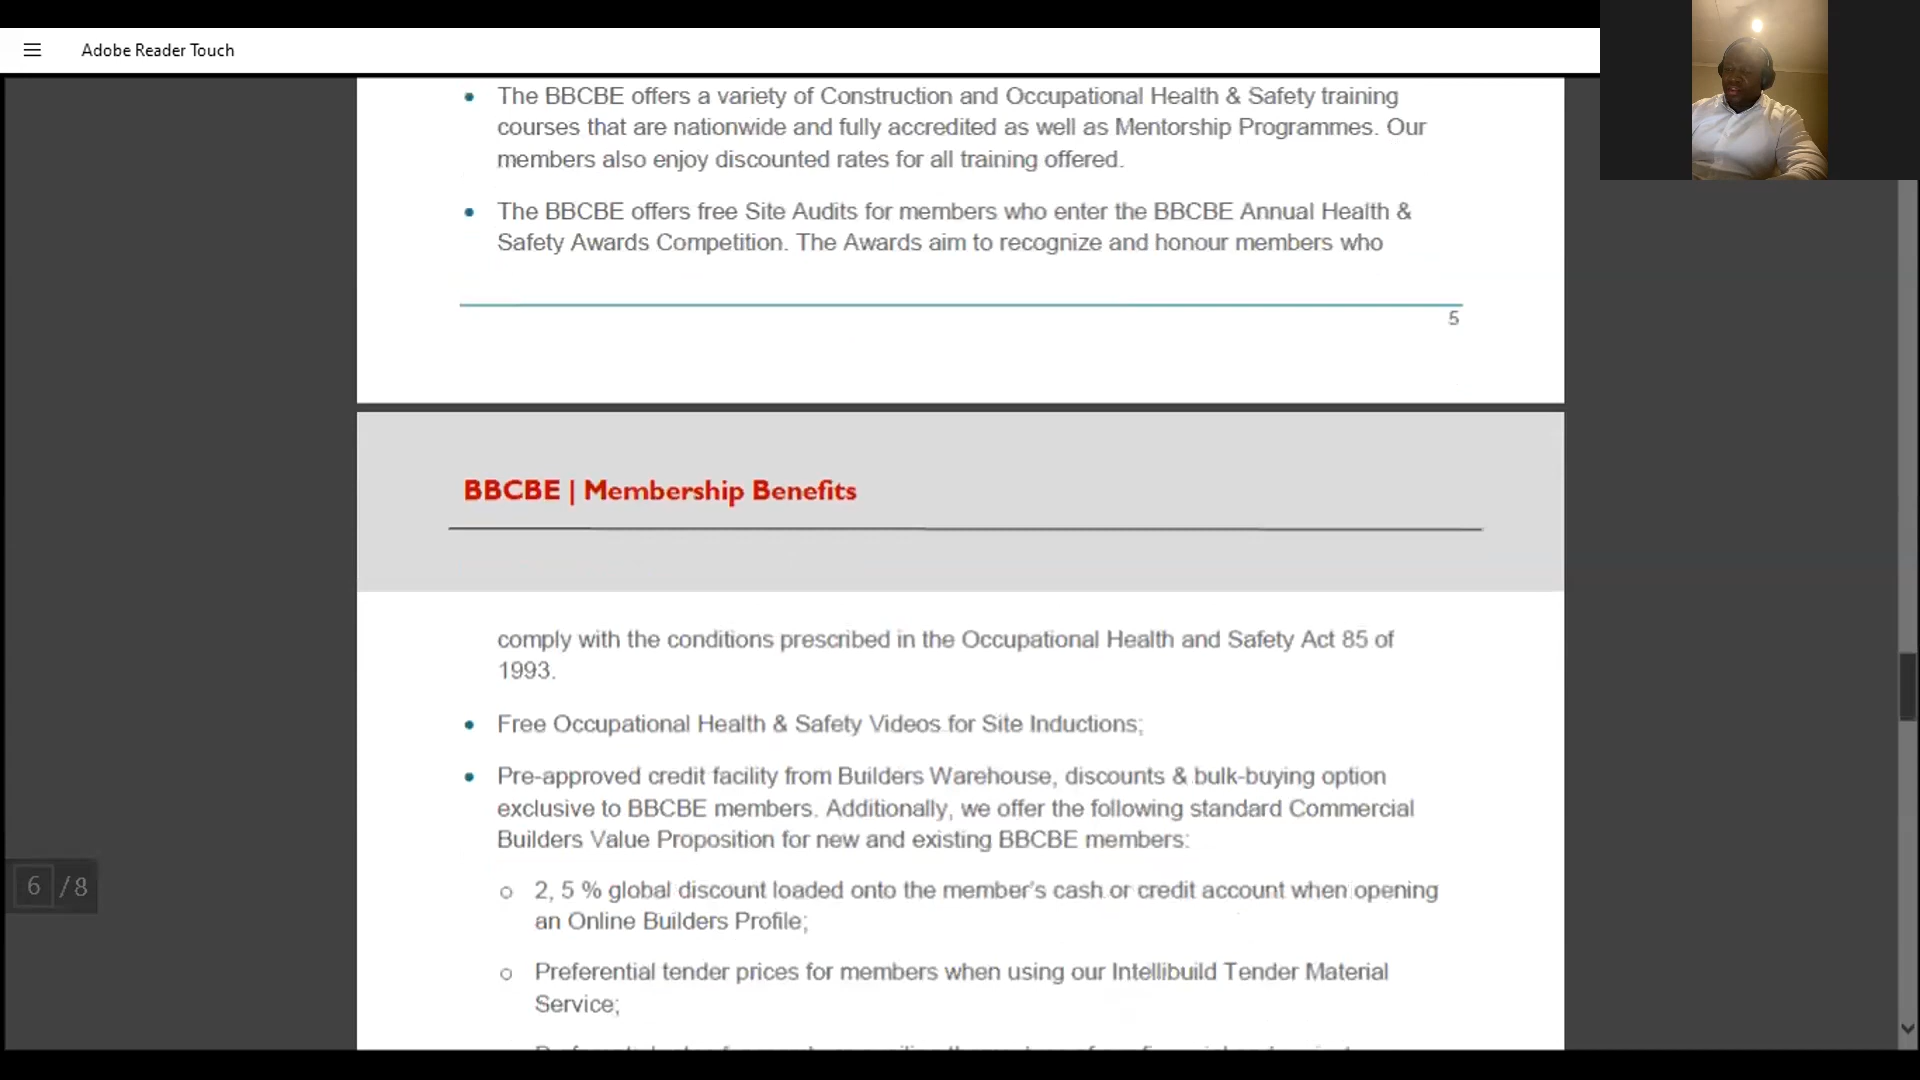 Adobe Reader Touch
The BBCBE offers a variety of Construction and Occupational Health & Safety training
courses that are nationwide and fully accredited as well as Mentorship Programmes. Our
members also enjoy discounted rates for all training offered.
The BBCBE offers free Site Audits for members who enter the BBCBE Annual Health &
Safety Awards Competition. The Awards aim to recognize and honour members who
5
BBCBE | Membership Benefits
comply with the conditions prescribed in the Occupational Health and Safety Act 85 of
1993.
Free Occupational Health & Safety Videos for Site Inductions;
Pre-approved credit facility from Builders Warehouse, discounts & bulk-buying option
exclusive to BBCBE members. Additionally, we offer the following standard Commercial
Builders Value Proposition for new and existing BBCBE members:
2, 5 % global discount loaded onto the member's cash or credit account when opening
an Online Builders Profile;
Preferential tender prices for members when using our Intellibuild Tender Material
Service;
6 / 8